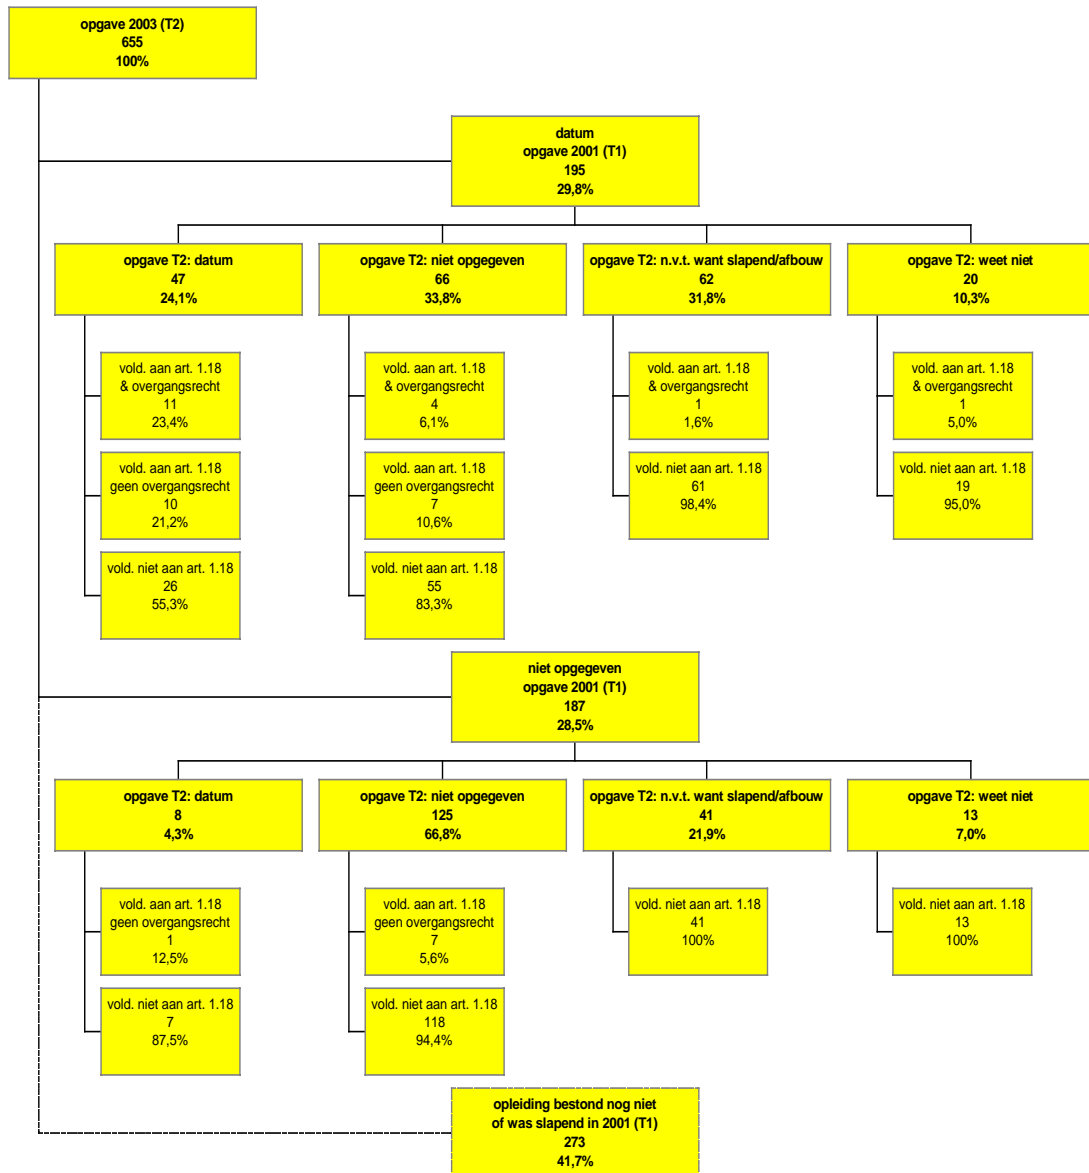 opgave 2003 (T2)
655
100%
datum
opgave 2001 (T1)
195
29,8%
opgave T2: datum
47
24,1%
opgave T2: niet opgegeven
66
33,8%
opgave T2: n.v.t. want slapend/afbouw
62
31,8%
opgave T2: weet niet
20
10,3%
vold. aan art. 1.18
& overgangsrecht
11
23,4%
vold. aan art. 1.18
& overgangsrecht
4
6,1%
vold. aan art. 1.18
& overgangsrecht
1
1,6%
vold. aan art. 1.18
& overgangsrecht
1
5,0%
vold. aan art. 1.18
geen overgangsrecht
10
21,2%
vold. aan art. 1.18
geen overgangsrecht
7
10,6%
vold. niet aan art. 1.18
61
98,4%
vold. niet aan art. 1.18
19
95,0%
vold. niet aan art. 1.18
26
55,3%
vold. niet aan art. 1.18
55
83,3%
niet opgegeven
opgave 2001 (T1)
187
28,5%
opgave T2: datum
8
4,3%
opgave T2: niet opgegeven
125
66,8%
opgave T2: n.v.t. want slapend/afbouw
41
21,9%
opgave T2: weet niet
13
7,0%
vold. aan art. 1.18
geen overgangsrecht
1
12,5%
vold. aan art. 1.18
geen overgangsrecht
7
5,6%
vold. niet aan art. 1.18
41
100%
vold. niet aan art. 1.18
13
100%
vold. niet aan art. 1.18
7
87,5%
vold. niet aan art. 1.18
118
94,4%
opleiding bestond nog niet
of was slapend in 2001 (T1)
273
41,7%